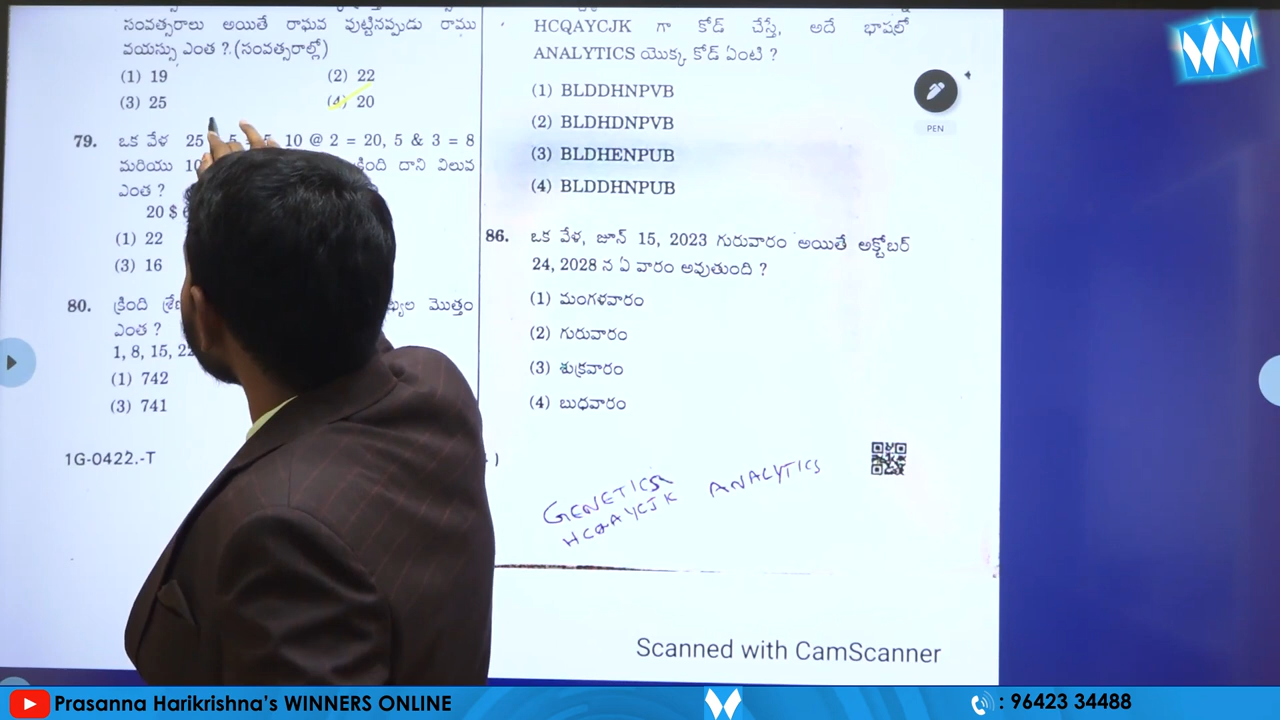 సంవత్సరాలు అయితే రాఘవ పుట్టినప్పుడు రాము
వయస్సు ఎంత ? (సంవత్సరాల్లో)
(1) 19 (2) 22
(3) 25 (4) 20
79. ఒక వేళ 25 5 10 @ 2 = 20, 5 & 3 = 8
మరియు దాని విలువ
ఎంత ?
20 $
(1) 22
(3) 16
80. క్రింది మొత్తం
ఎంత ?
1, 8, 15, 22
(1) 742
(3) 741
1G-0422.-T
HCQAYCJK గా కోడ్ చేస్తే, అదే భాషలో
ANALYTICS యొక్క కోడ్ ఏంటి ?
(1) BLDDHNPVB
(2) BLDHDNPVB
(3) BLDHENPUB
(4) BLDDHNPUB
86. ఒక వేళ, జూన్ 15, 2023 గురువారం అయితే అక్టోబర్
24, 2028 న ఏ వారం అవుతుంది ?
(1) మంగళవారం
(2) గురువారం
(3) శుక్రవారం
(4) బుధవారం
GENETICS
HCQAYCJK
ANALYTICS
Scanned with CamScanner
PEN
W
Prasanna Harikrishna's WINNERS ONLINE
: 96423 34488